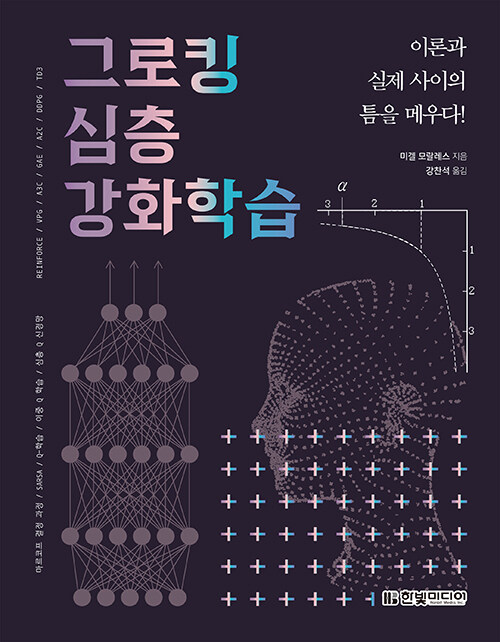 그로킹
심층
강화학습
이론과
실제 사이의
틈을 메우다!
미겔 모랄레스 지음
강찬석 옮김
REINFORCE / VPG / A3C / GAE / A2C / DDPG / TD3
마르코프 결정 과정 / SARSA / Q-학습 / 이중 Q 학습 / 심층 Q 신경망
α
3 2 1
1
2
3
한빛미디어
Hanbit Media, Inc.